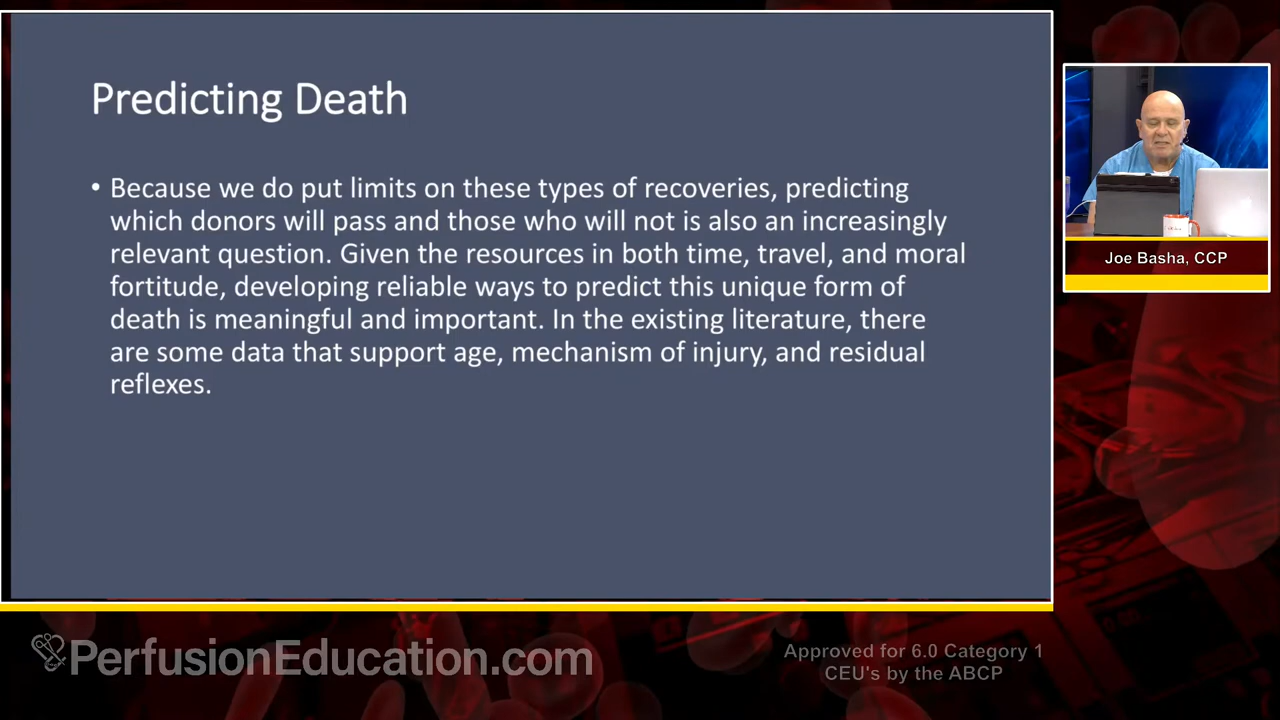 Predicting Death
• Because we do put limits on these types of recoveries, predicting
which donors will pass and those who will not is also an increasingly
relevant question. Given the resources in both time, travel, and moral
fortitude, developing reliable ways to predict this unique form of
death is meaningful and important. In the existing literature, there
are some data that support age, mechanism of injury, and residual
reflexes.
Joe Basha, CCP
PerfusionEducation.com
Approved for 6.0 Category 1
CEU's by the ABCP